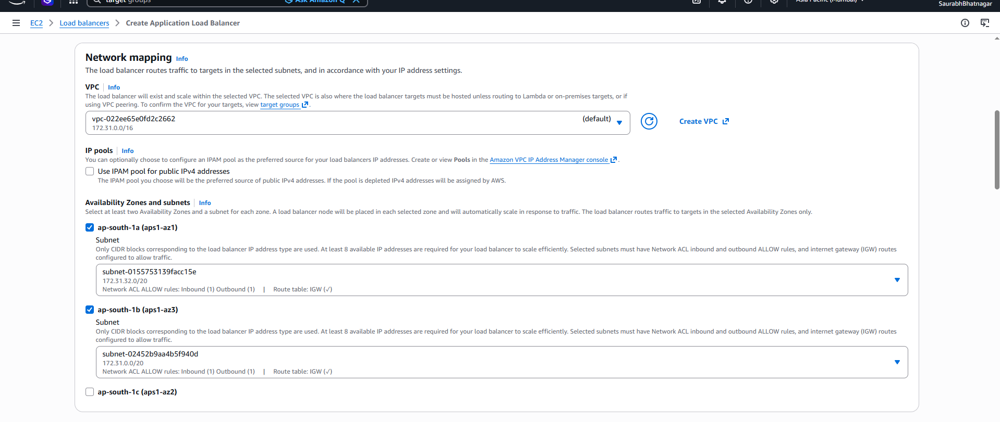 target groups
Ask Amazon Q
Asia Pacific (Mumbai)
SaurabhBhatnagar
EC2
Load balancers
Create Application Load Balancer
Network mapping
Info
The load balancer routes traffic to targets in the selected subnets, and in accordance with your IP address settings.
VPC
Info
The load balancer will exist and scale within the selected VPC. The selected VPC is also where the load balancer targets must be hosted unless routing to Lambda or on-premises targets, or if
using VPC peering. To confirm the VPC for your targets, view target groups.
vpc-022ee65e0fd2c2662
(default)
172.31.0.0/16
Create VPC
IP pools
Info
You can optionally choose to configure an IPAM pool as the preferred source for your load balancers IP addresses. Create or view Pools in the Amazon VPC IP Address Manager console.
Use IPAM pool for public IPv4 addresses
The IPAM pool you choose will be the preferred source of public IPv4 addresses. If the pool is depleted IPv4 addresses will be assigned by AWS.
Availability Zones and subnets
Info
Select at least two Availability Zones and a subnet for each zone. A load balancer node will be placed in each selected zone and will automatically scale in response to traffic. The load balancer routes traffic to targets in the selected Availability Zones only.
ap-south-1a (aps1-az1)
Subnet
Only CIDR blocks corresponding to the load balancer IP address type are used. At least 8 available IP addresses are required for your load balancer to scale efficiently. Selected subnets must have Network ACL inbound and outbound ALLOW rules, and internet gateway (IGW) routes
configured to allow traffic.
subnet-0155753139facc15e
172.31.32.0/20
Network ACL ALLOW rules: Inbound (1) Outbound (1) | Route table: IGW (✓)
ap-south-1b (aps1-az3)
Subnet
Only CIDR blocks corresponding to the load balancer IP address type are used. At least 8 available IP addresses are required for your load balancer to scale efficiently. Selected subnets must have Network ACL inbound and outbound ALLOW rules, and internet gateway (IGW) routes
configured to allow traffic.
subnet-02452b9aa4b5f940d
172.31.0.0/20
Network ACL ALLOW rules: Inbound (1) Outbound (1) | Route table: IGW (✓)
ap-south-1c (aps1-az2)